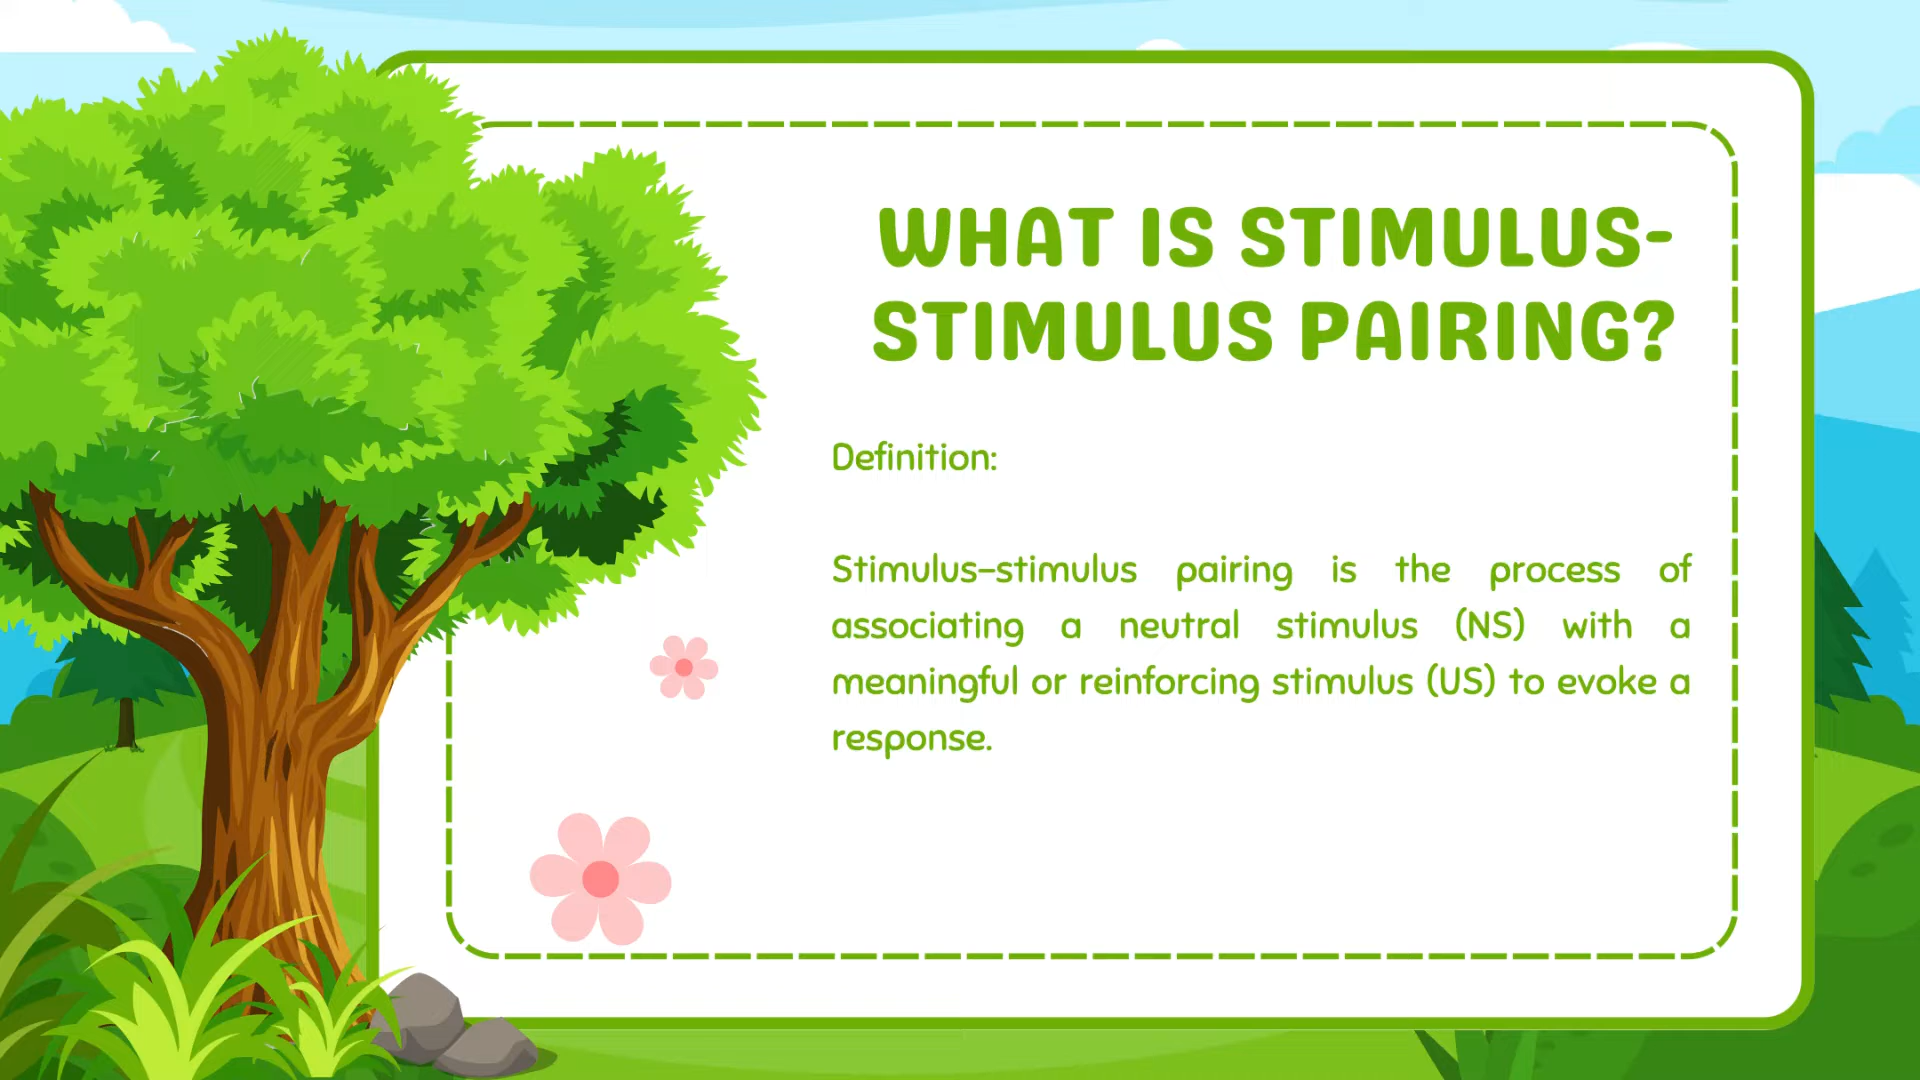 WHAT IS STIMULUS-
STIMULUS PAIRING?
Definition:
Stimulus–stimulus pairing is the process of
associating a neutral stimulus (NS) with a
meaningful or reinforcing stimulus (US) to evoke a
response.